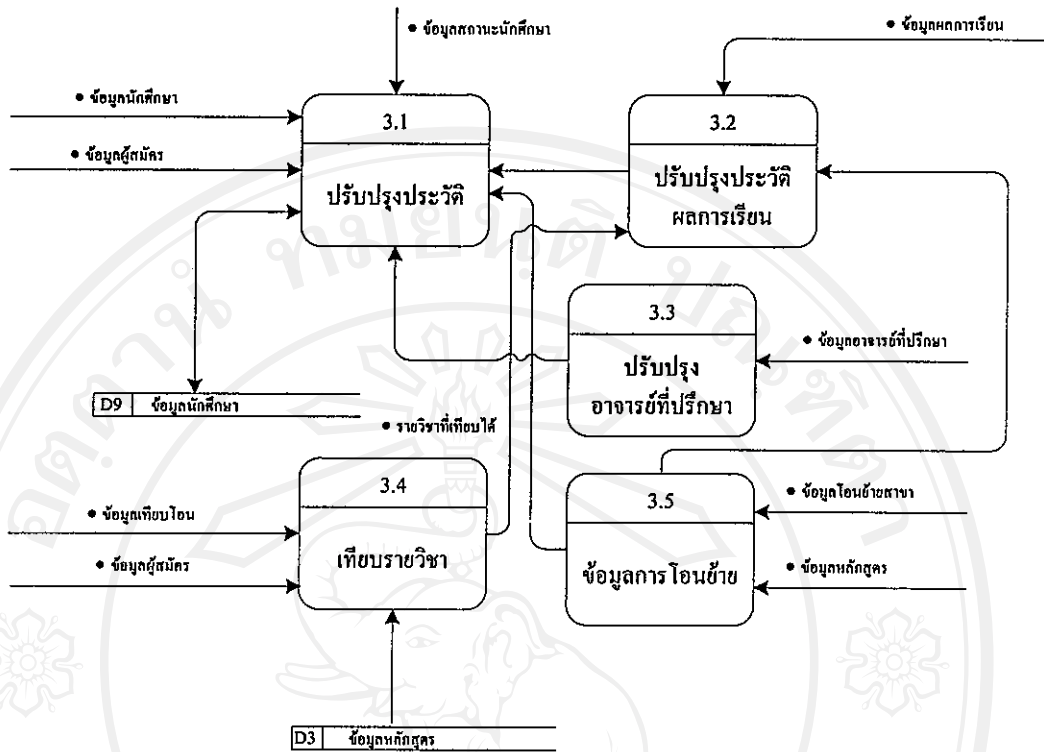 • ข้อมูลสถานะนักศึกษา
• ข้อมูลผลการเรียน
• ข้อมูลนักศึกษา
3.1
3.2
• ข้อมูลผู้สมัคร
ปรับปรุงประวัติ
ปรับปรุงประวัติ
ผลการเรียน
3.3
• ข้อมูลอาจารย์ที่ปรึกษา
ปรับปรุง
อาจารย์ที่ปรึกษา
D9 ข้อมูลนักศึกษา
• รายวิชาที่เทียบได้
3.4
3.5
• ข้อมูลโอนย้ายสาขา
• ข้อมูลเทียบโอน
เทียบรายวิชา
• ข้อมูลผู้สมัคร
ข้อมูลการโอนย้าย
• ข้อมูลหลักสูตร
D3 ข้อมูลหลักสูตร